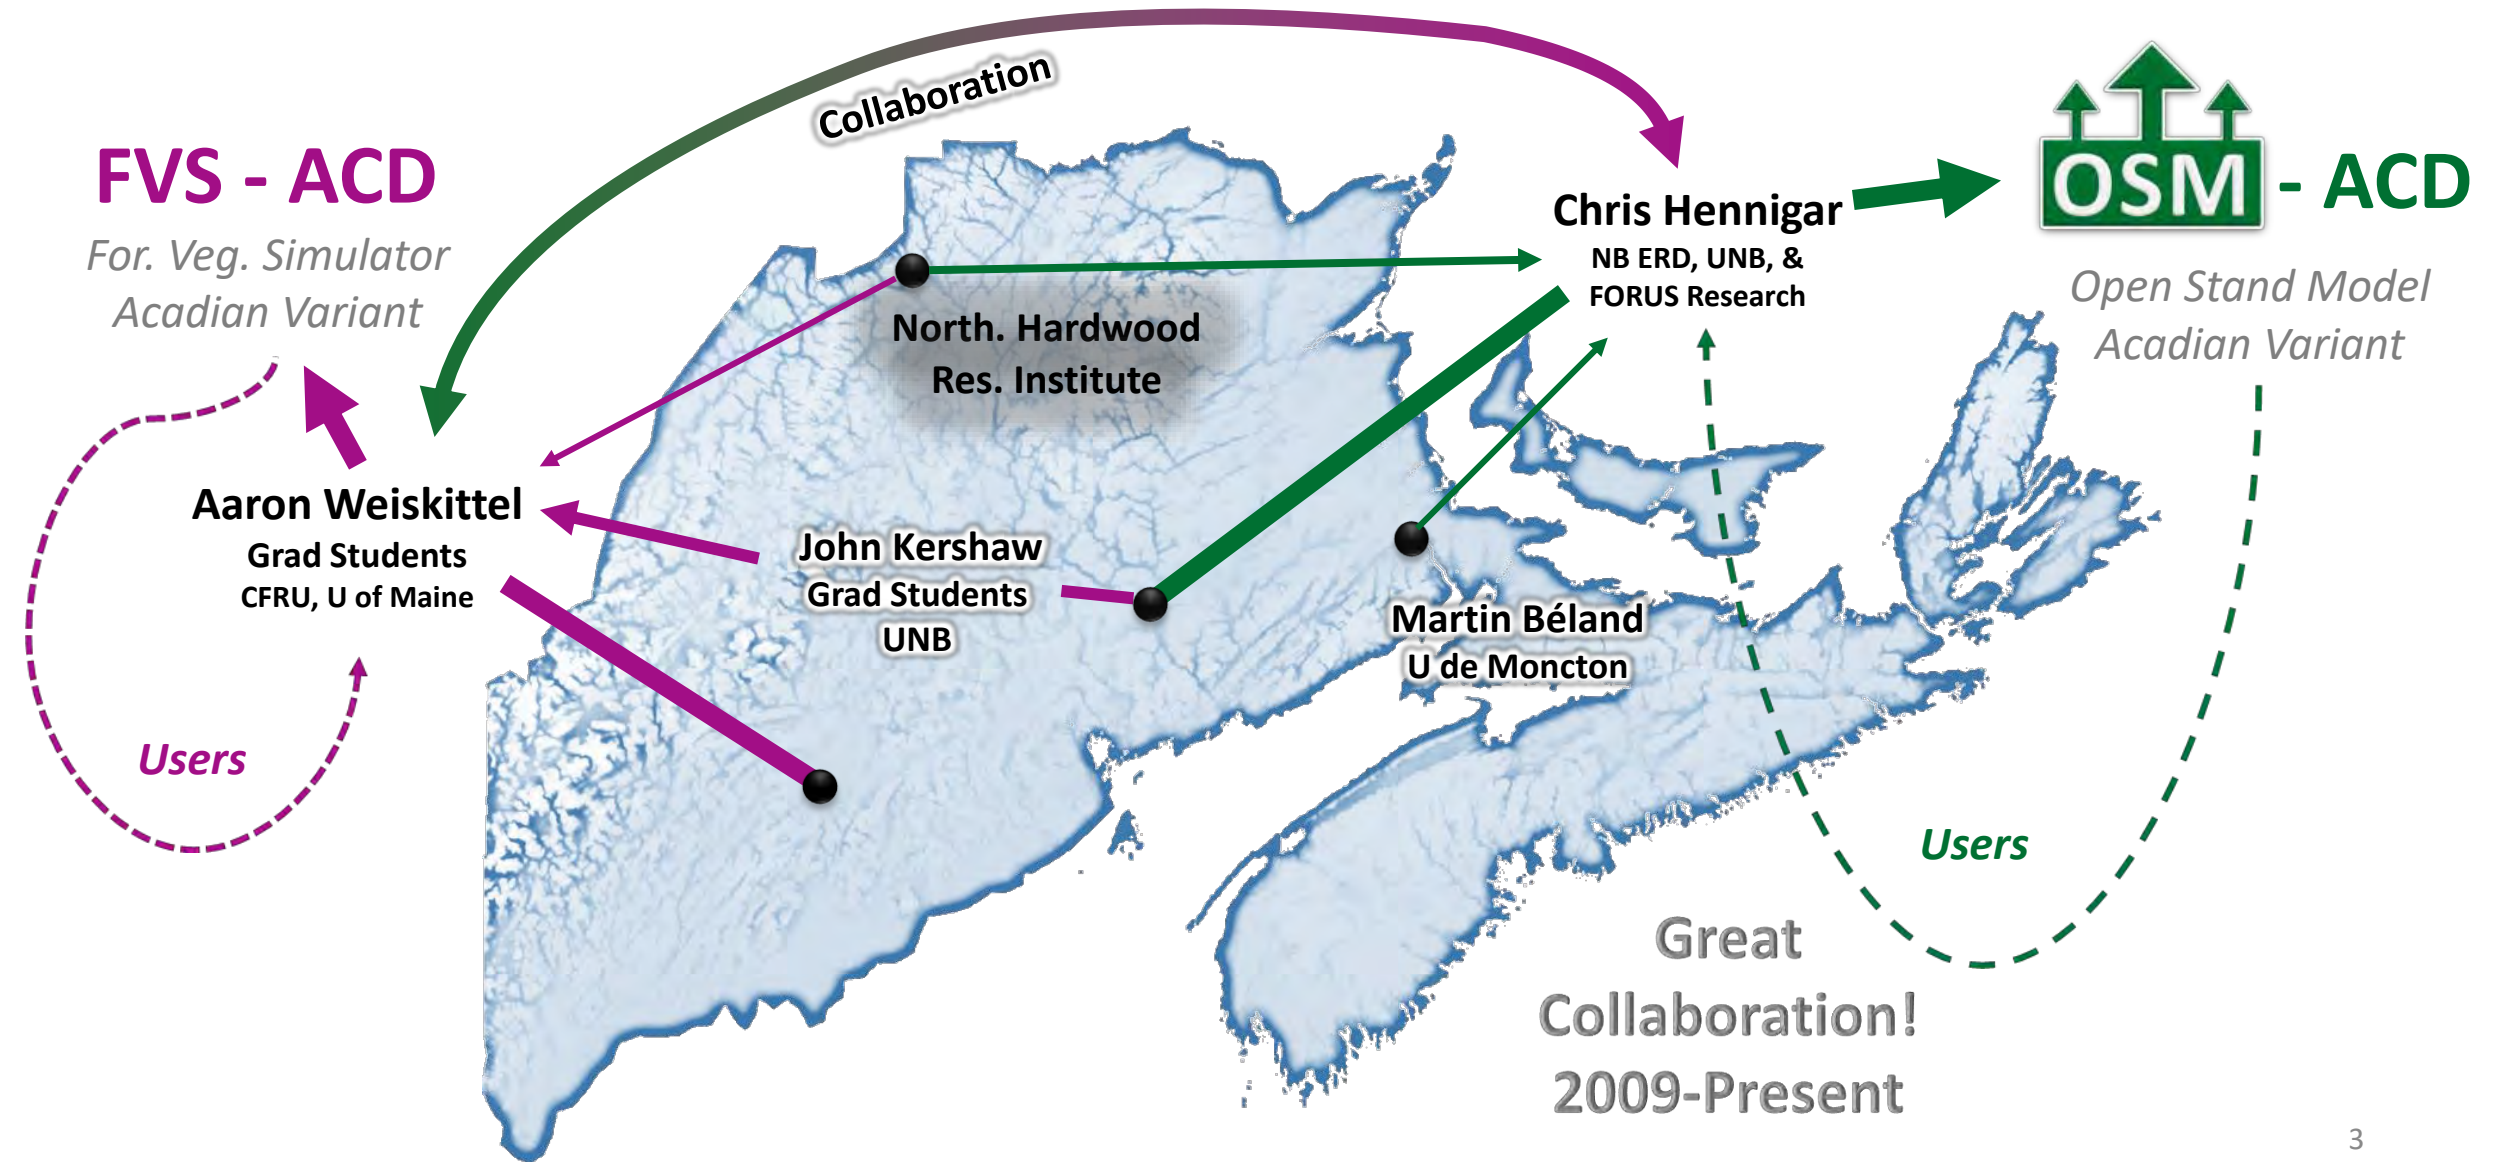 Collaboration
FVS - ACD
For. Veg. Simulator
Acadian Variant
Aaron Weiskittel
Grad Students
CFRU, U of Maine
Users
North. Hardwood
Res. Institute
John Kershaw
Grad Students
UNB
Martin Béland
U de Moncton
Chris Hennigar
NB ERD, UNB, &
FORUS Research
OSM - ACD
Open Stand Model
Acadian Variant
Users
Great
Collaboration!
2009-Present
3